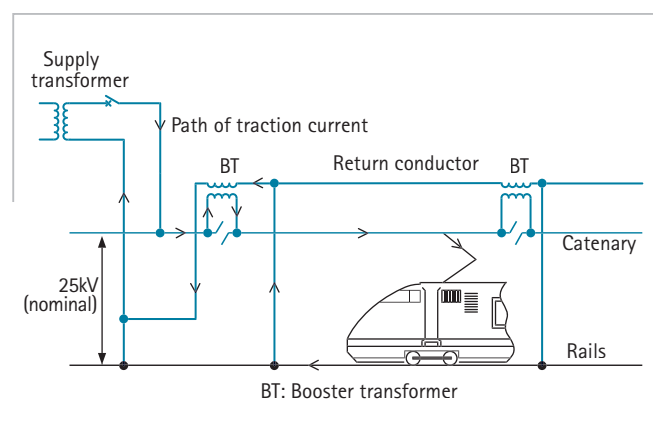 Supply
transformer
Path of traction current
BT
Return conductor
BT
Catenary
25kV
(nominal)
Rails
BT: Booster transformer